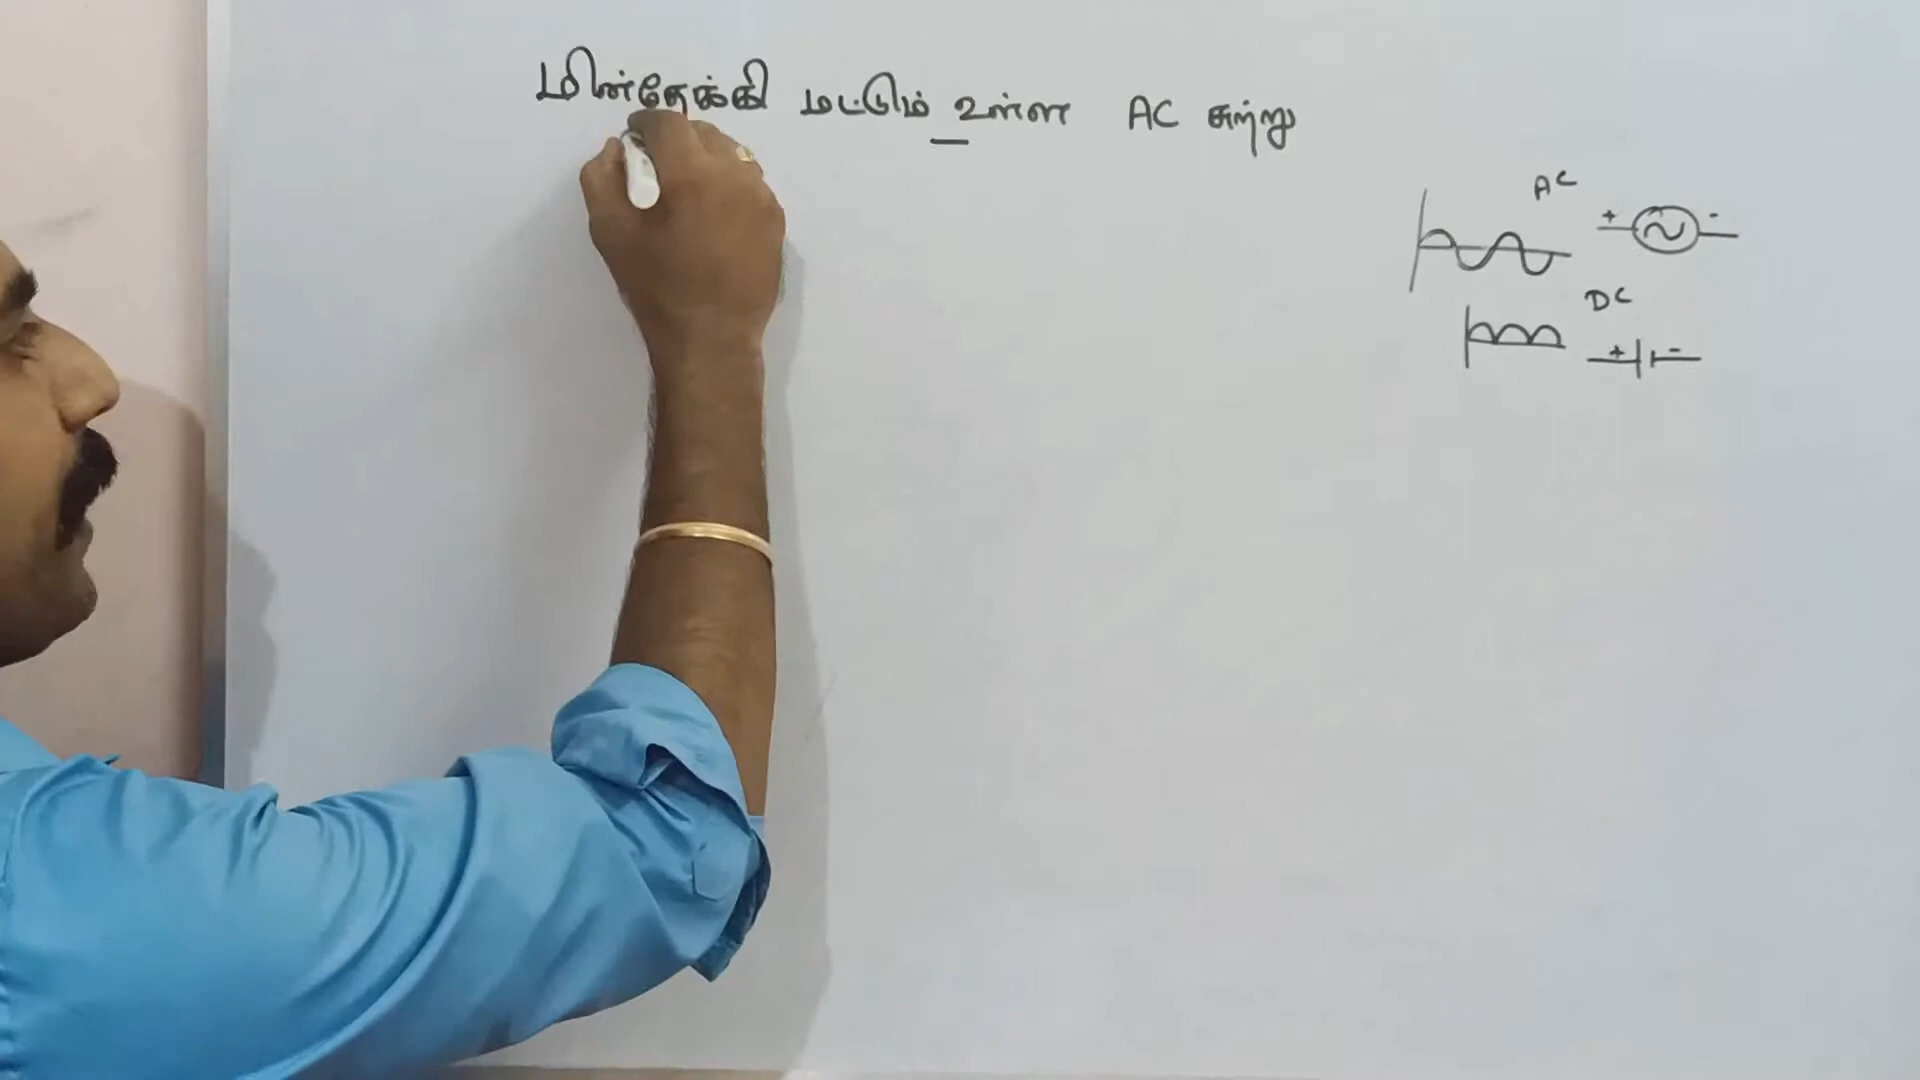 மின்தேக்கி மட்டும் உள்ள AC சுற்று
AC
+ -
DC
+ -